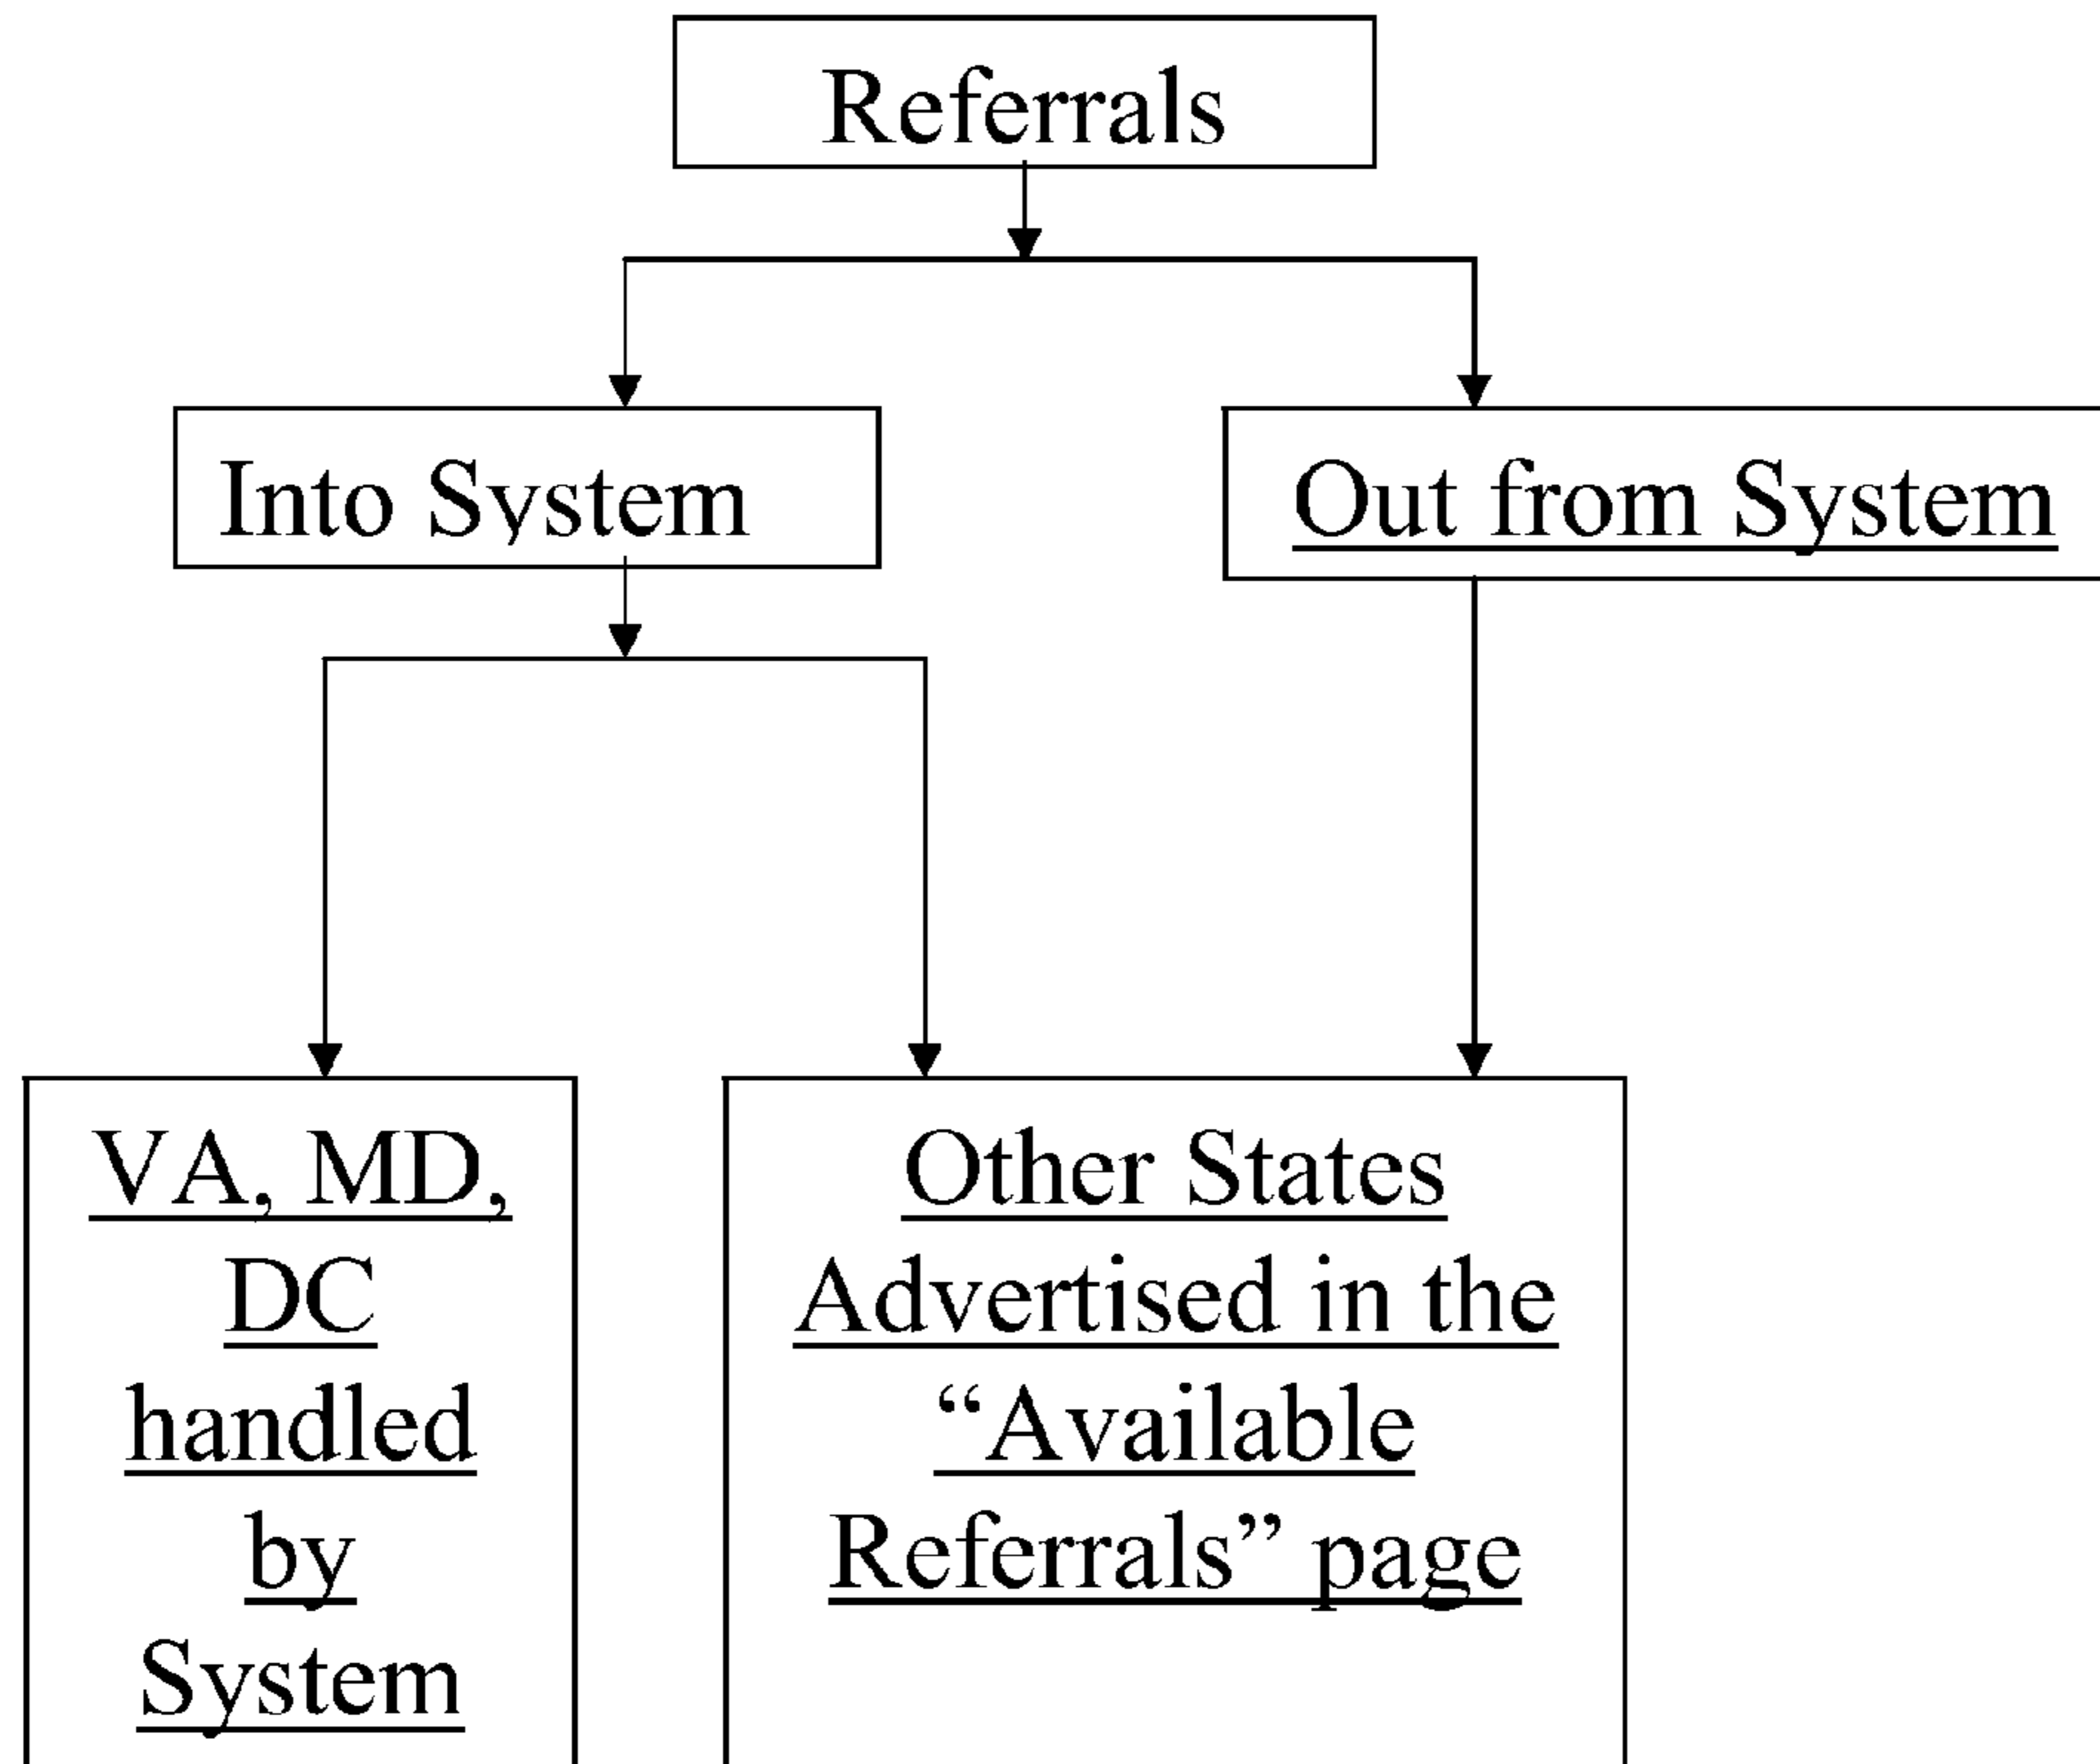 Referrals
Into System
Out from System
VA, MD,
DC
handled
by
System
Other States
Advertised in the
“Available
Referrals” page